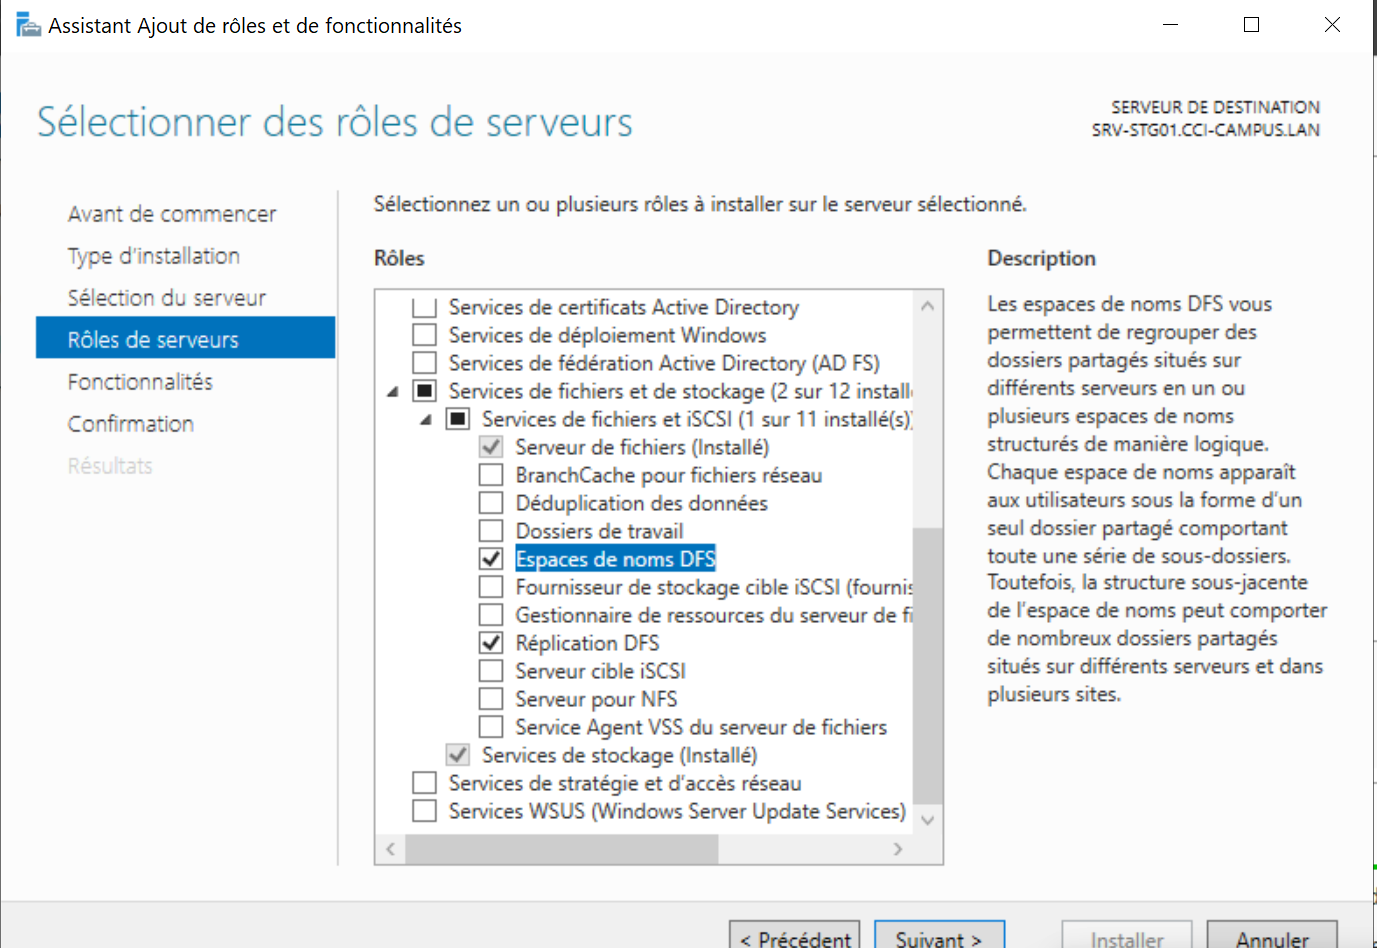 Assistant Ajout de rôles et de fonctionnalités
Sélectionner des rôles de serveurs
SERVEUR DE DESTINATION
SRV-STG01.CCI-CAMPUS.LAN
Avant de commencer
Type d'installation
Sélection du serveur
Rôles de serveurs
Fonctionnalités
Confirmation
Résultats
Sélectionnez un ou plusieurs rôles à installer sur le serveur sélectionné.
Rôles
Services de certificats Active Directory
Services de déploiement Windows
Services de fédération Active Directory (AD FS)
Services de fichiers et de stockage (2 sur 12 install
Services de fichiers et iSCSI (1 sur 11 installé(s))
Serveur de fichiers (Installé)
BranchCache pour fichiers réseau
Déduplication des données
Dossiers de travail
Espaces de noms DFS
Fournisseur de stockage cible iSCSI (fournis
Gestionnaire de ressources du serveur de fi
Réplication DFS
Serveur cible iSCSI
Serveur pour NFS
Service Agent VSS du serveur de fichiers
Services de stockage (Installé)
Services de stratégie et d'accès réseau
Services WSUS (Windows Server Update Services)
Description
Les espaces de noms DFS vous
permettent de regrouper des
dossiers partagés situés sur
différents serveurs en un ou
plusieurs espaces de noms
structurés de manière logique.
Chaque espace de noms apparaît
aux utilisateurs sous la forme d'un
seul dossier partagé comportant
toute une série de sous-dossiers.
Toutefois, la structure sous-jacente
de l'espace de noms peut comporter
de nombreux dossiers partagés
situés sur différents serveurs et dans
plusieurs sites.
< Précédent
Suivant >
Installer
Annuler